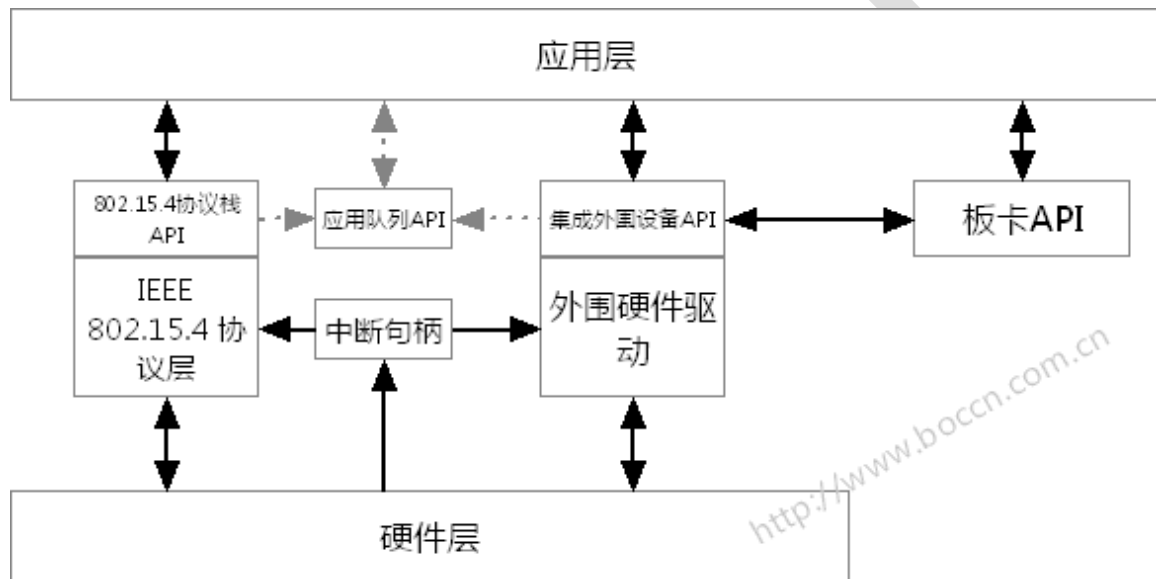 应用层
802.15.4协议栈
API
应用队列API
集成外围设备API
板卡API
IEEE
802.15.4 协
议层
中断句柄
外围硬件驱
动
http://www.boccn.com.cn
硬件层